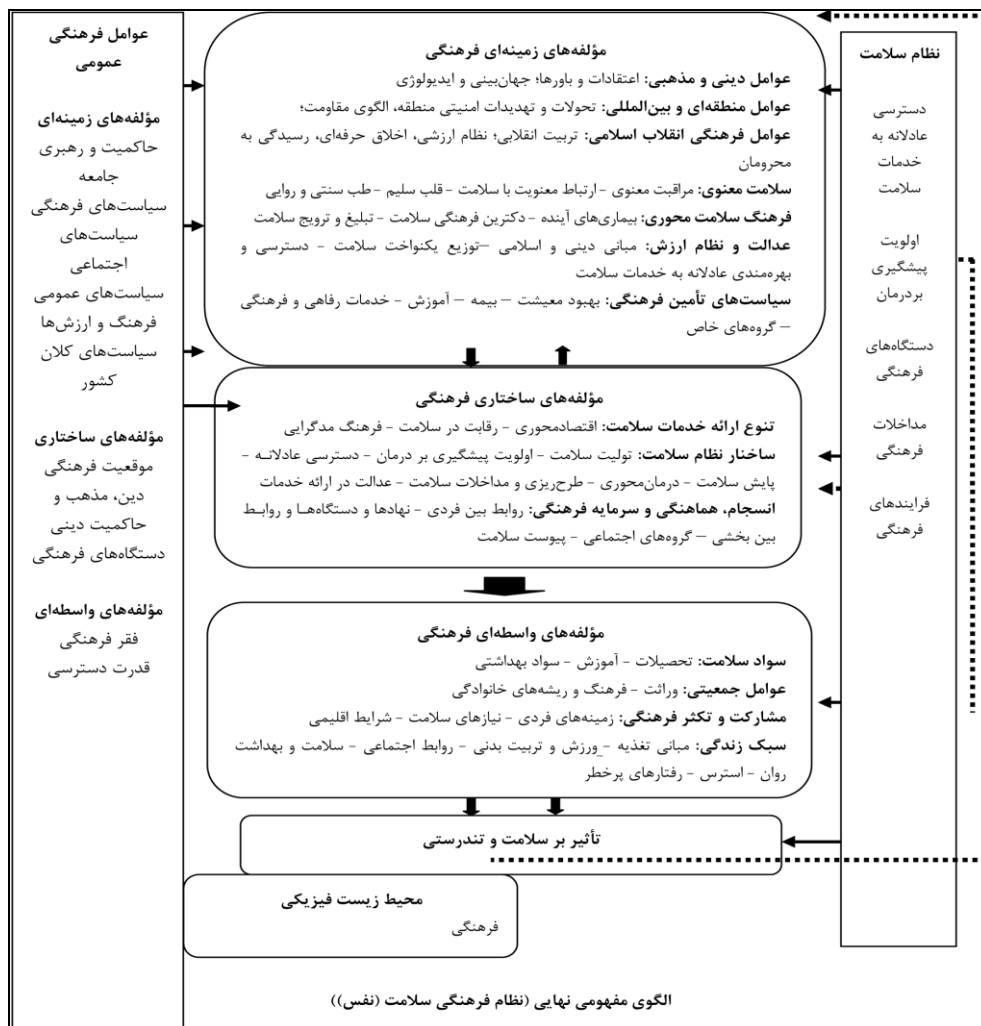 عوامل فرهنگی
عمومی
مؤلفه‌های زمینه‌ای
حاکمیت و رهبری
جامعه
سیاست‌های فرهنگی
سیاست‌های
اجتماعی
سیاست‌های عمومی
فرهنگ و ارزش‌ها
سیاست‌های کلان
کشور
مؤلفه‌های ساختاری
موقعیت فرهنگی
دین، مذهب و
حاکمیت دینی
دستگاه‌های فرهنگی
مؤلفه‌های واسطه‌ای
فقر فرهنگی
قدرت دسترسی
مؤلفه‌های زمینه‌ای فرهنگی
عوامل دینی و مذهبی: اعتقادات و باورها؛ جهان‌بینی و ایدیولوژی
عوامل منطقه‌ای و بین‌المللی: تحولات و تهدیدات امنیتی منطقه، الگوی مقاومت؛
عوامل فرهنگی انقلاب اسلامی: تربیت انقلابی؛ نظام ارزشی، اخلاق حرفه‌ای، رسیدگی به
محرومان
سلامت معنوی: مراقبت معنوی - ارتباط معنویت با سلامت - قلب سلیم - طب سنتی و روایی
فرهنگ سلامت محوری: بیماری‌های آینده - دکترین فرهنگی سلامت - تبلیغ و ترویج سلامت
عدالت و نظام ارزش: مبانی دینی و اسلامی –توزیع یکنواخت سلامت - دسترسی و
بهره‌مندی عادلانه به خدمات سلامت
سیاست‌های تأمین فرهنگی: بهبود معیشت – بیمه – آموزش - خدمات رفاهی و فرهنگی
– گروه‌های خاص
مؤلفه‌های ساختاری فرهنگی
تنوع ارائه خدمات سلامت: اقتصادمحوری - رقابت در سلامت - فرهنگ مدگرایی
ساختار نظام سلامت: تولیت سلامت - اولویت پیشگیری بر درمان - دسترسی عادلانـه -
پایش سلامت - درمان‌محوری - طرح‌ریزی و مداخلات سلامت - عدالت در ارائه خدمات
انسجام، هماهنگی و سرمایه فرهنگی: روابط بین فردی - نهادها و دستگاه‌هـا و روابـط
بین بخشی – گروه‌های اجتماعی - پیوست سلامت
مؤلفه‌های واسطه‌ای فرهنگی
سواد سلامت: تحصیلات - آموزش - سواد بهداشتی
عوامل جمعیتی: وراثت - فرهنگ و ریشه‌های خانوادگی
مشارکت و تکثر فرهنگی: زمینه‌های فردی - نیازهای سلامت - شرایط اقلیمی
سبک زندگی: مبانی تغذیه -ورزش و تربیت بدنی - روابط اجتماعی - سلامت و بهداشت
روان - استرس - رفتارهای پرخطر
تأثیر بر سلامت و تندرستی
محیط زیست فیزیکی
فرهنگی
نظام سلامت
دسترسی
عادلانه به
خدمات
سلامت
اولویت
پیشگیری
بردرمان
دستگاه‌های
فرهنگی
مداخلات
فرهنگی
فرایندهای
فرهنگی
الگوی مفهومی نهایی (نظام فرهنگی سلامت (نفس))